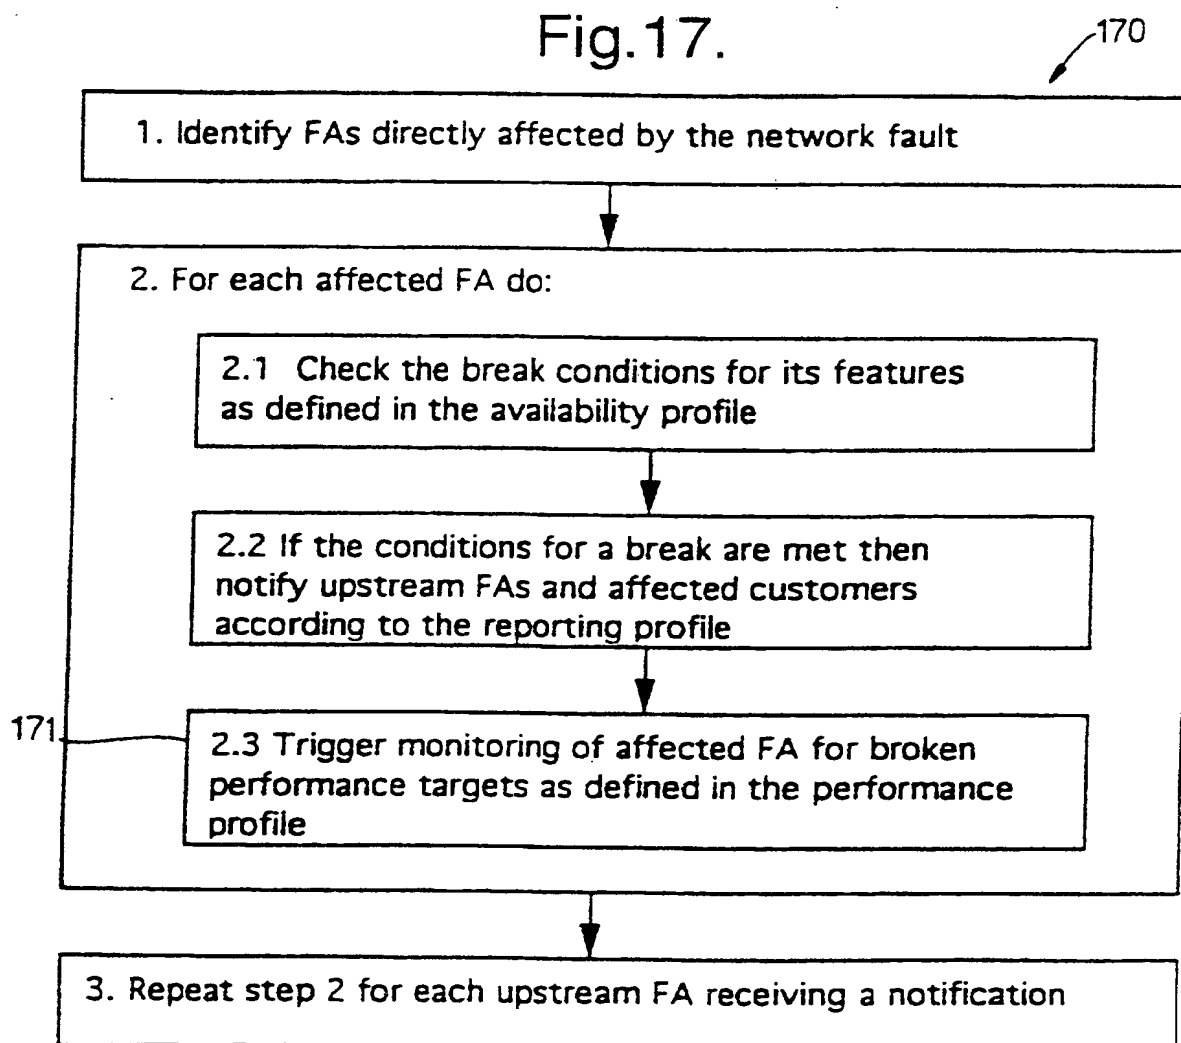 Fig.17.
170
1. Identify FAs directly affected by the network fault
2. For each affected FA do:
2.1 Check the break conditions for its features
as defined in the availability profile
2.2 If the conditions for a break are met then
notify upstream FAs and affected customers
according to the reporting profile
171
2.3 Trigger monitoring of affected FA for broken
performance targets as defined in the performance
profile
3. Repeat step 2 for each upstream FA receiving a notification